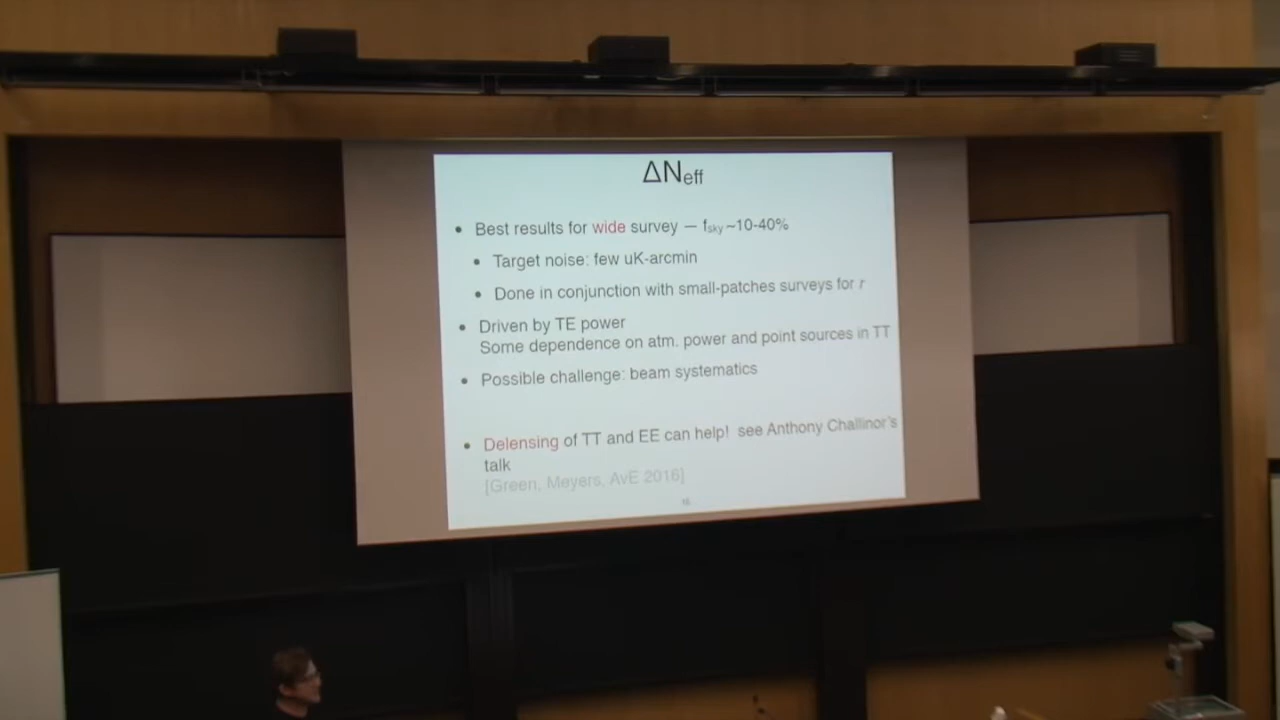 ΔNeff
• Best results for wide survey — fsky ~10-40%
• Target noise: few uK-arcmin
• Done in conjunction with small-patches surveys for r
• Driven by TE power
Some dependence on atm. power and point sources in TT
• Possible challenge: beam systematics
• Delensing of TT and EE can help! see Anthony Challinor's
talk
[Green, Meyers, AvE 2016]